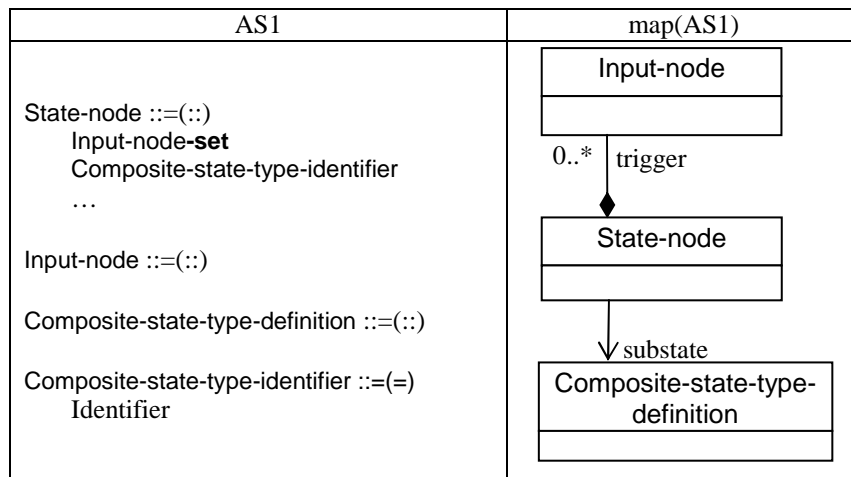 AS1
map(AS1)
State-node ::=(::)
Input-node-set
Composite-state-type-identifier
…
Input-node ::=(::)
Composite-state-type-definition ::=(::)
Composite-state-type-identifier ::=(=)
Identifier
Input-node
0..* trigger
State-node
substate
Composite-state-type-
definition